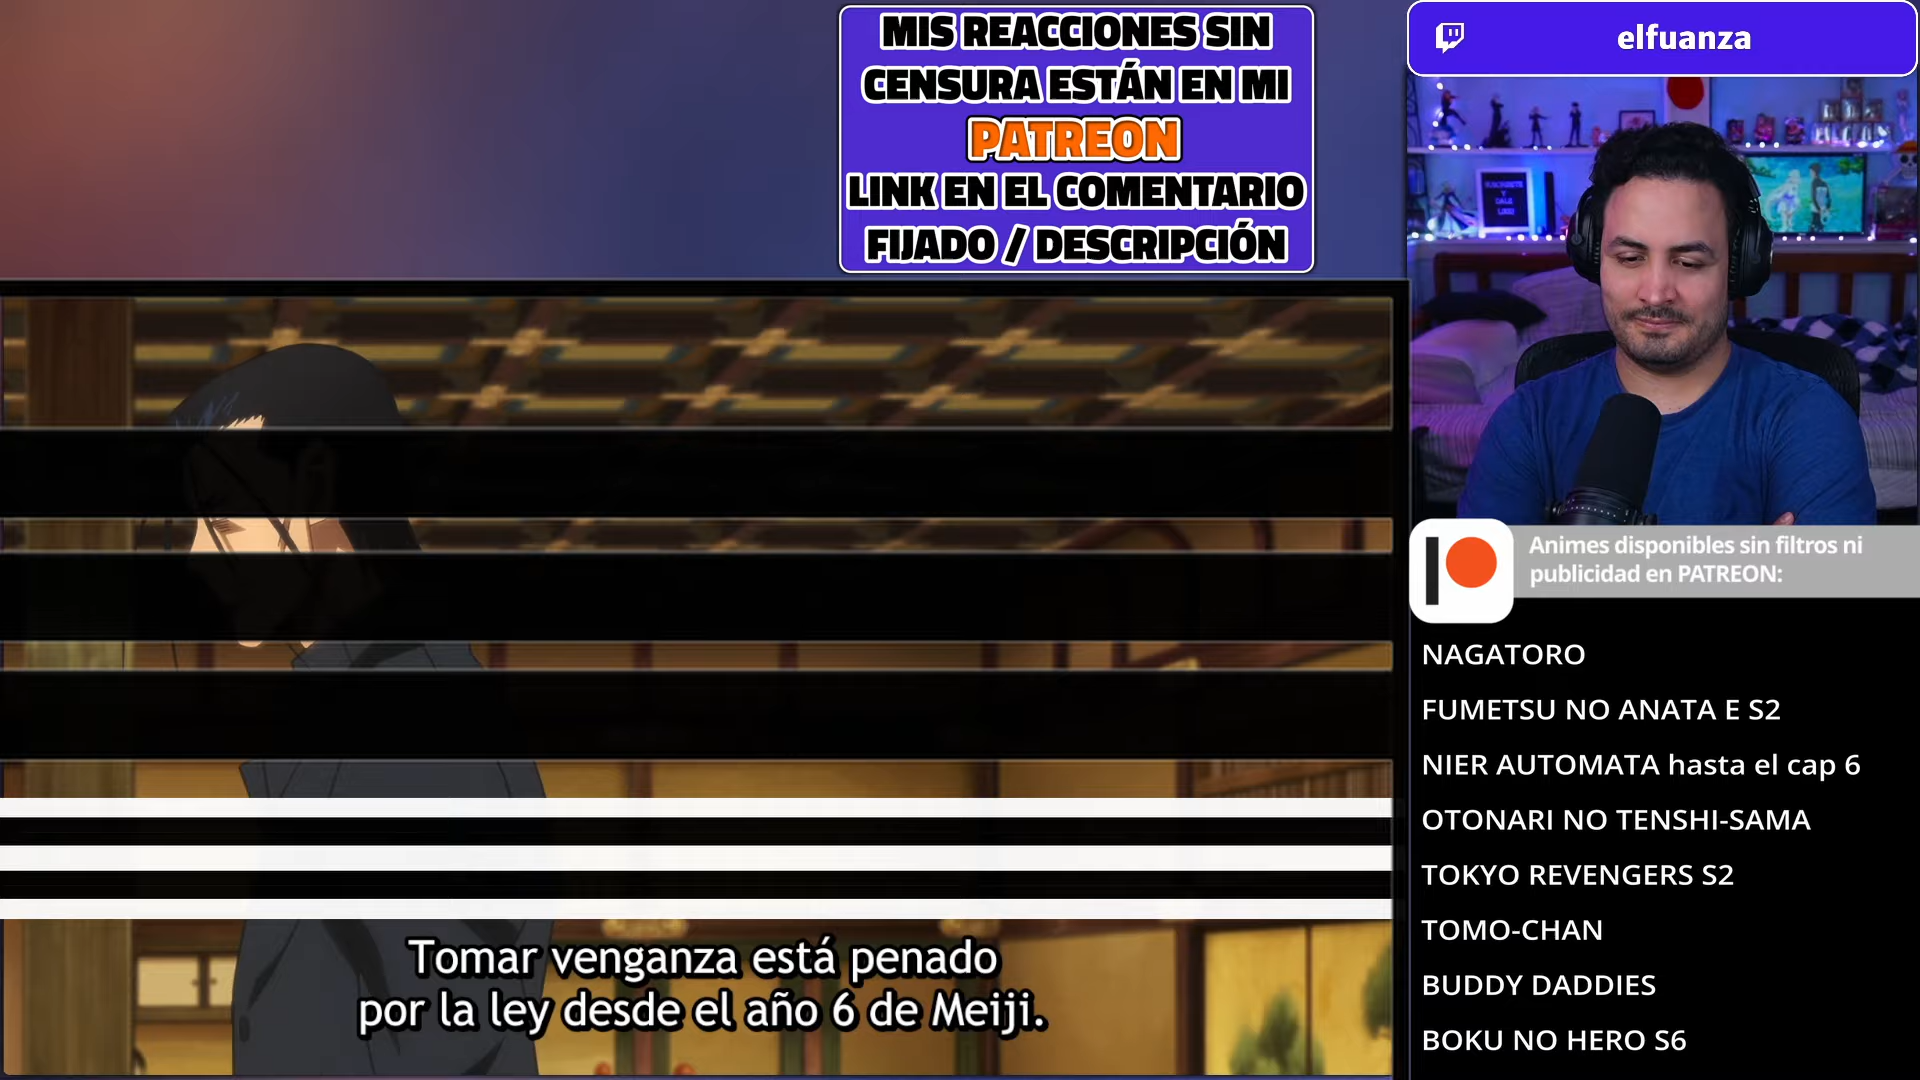 MIS REACCIONES SIN
CENSURA ESTÁN EN MI
PATREON
LINK EN EL COMENTARIO
FIJADO / DESCRIPCIÓN
elfuanza
Animes disponibles sin filtros ni
publicidad en PATREON:
NAGATORO
FUMETSU NO ANATA E S2
NIER AUTOMATA hasta el cap 6
OTONARI NO TENSHI-SAMA
TOKYO REVENGERS S2
TOMO-CHAN
BUDDY DADDIES
BOKU NO HERO S6
Tomar venganza está penado
por la ley desde el año 6 de Meiji.